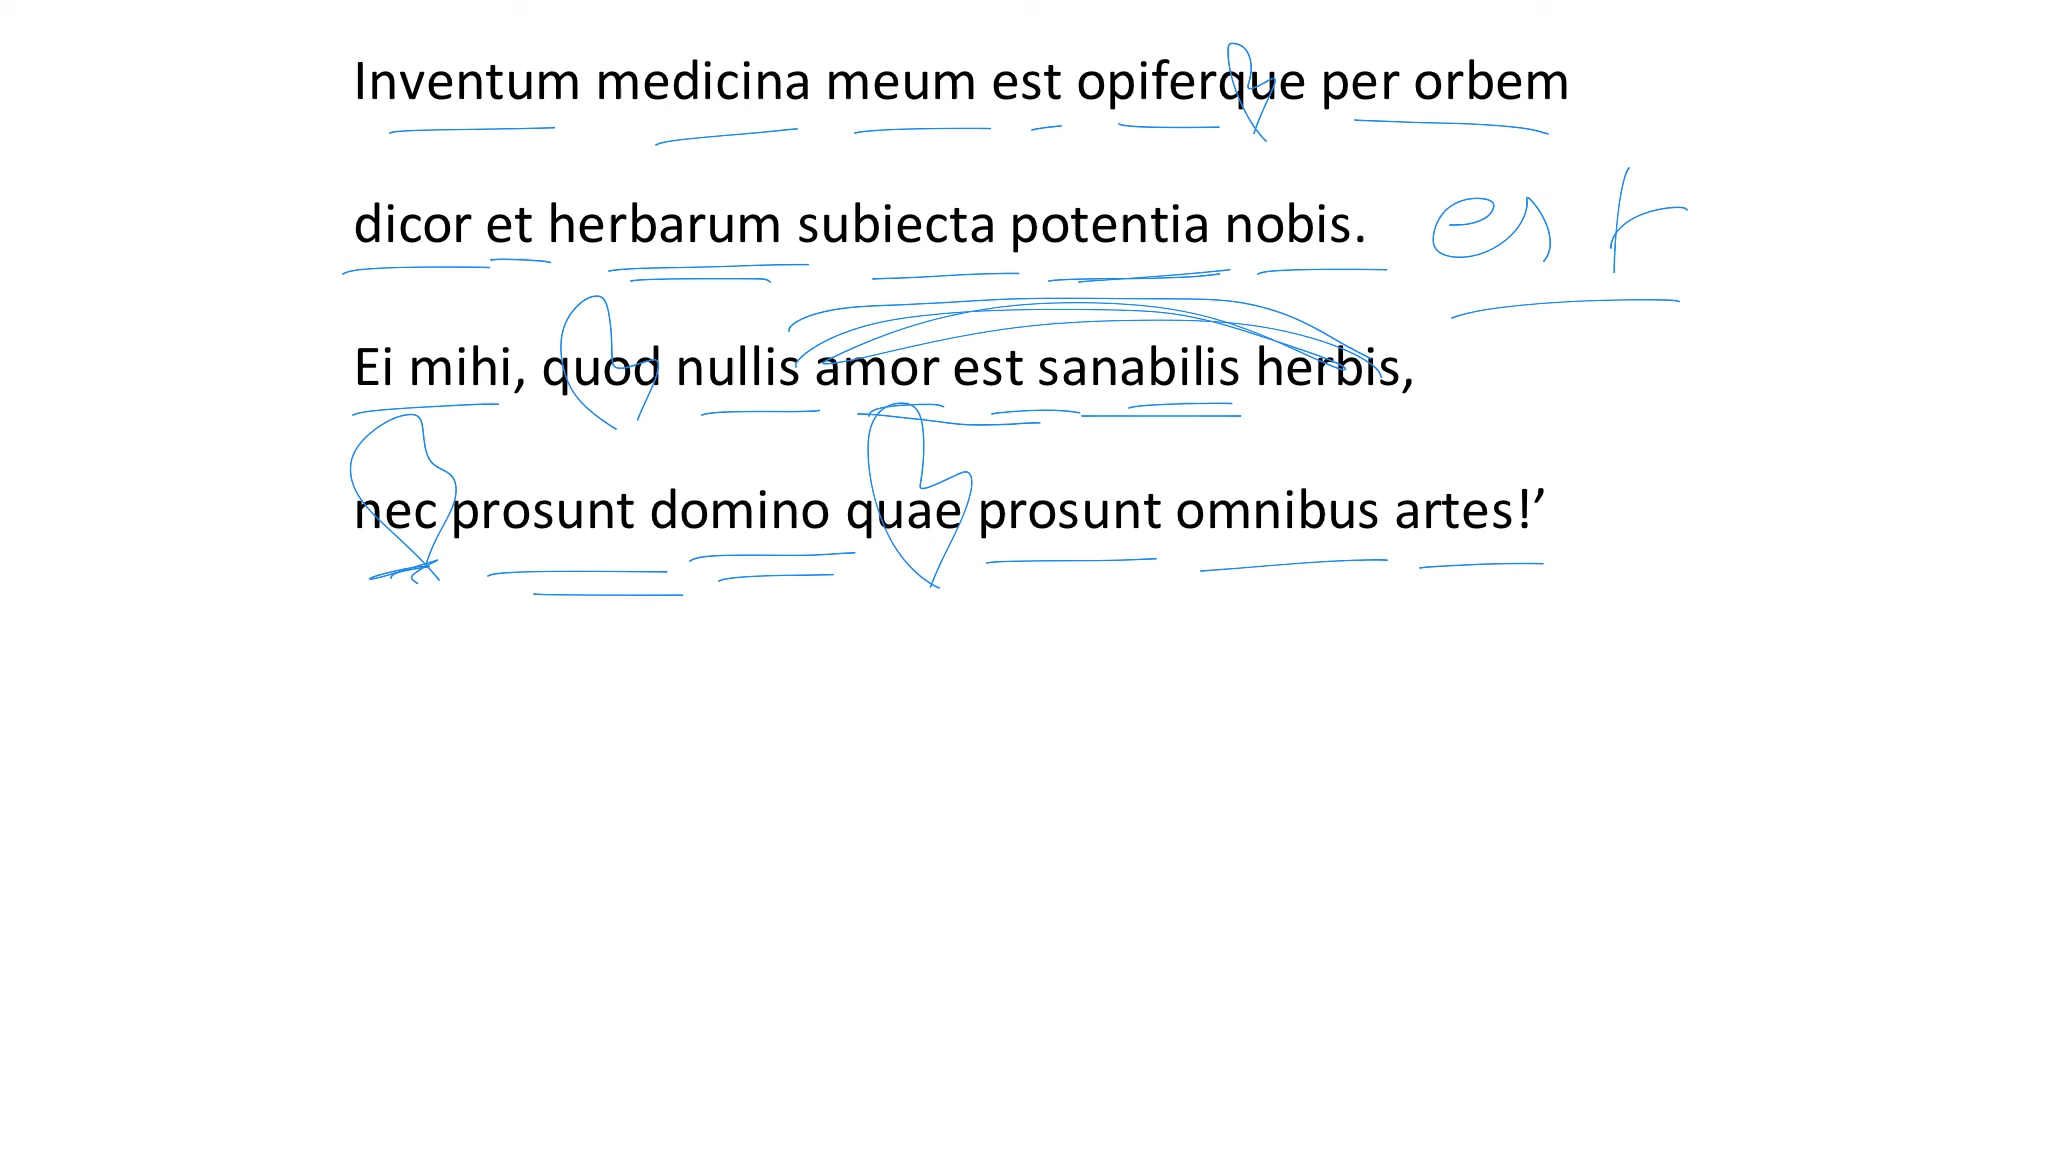 Inventum medicina meum est opiferque per orbem
dicor et herbarum subiecta potentia nobis. est
Ei mihi, quod nullis amor est sanabilis herbis,
nec prosunt domino quae prosunt omnibus artes!’